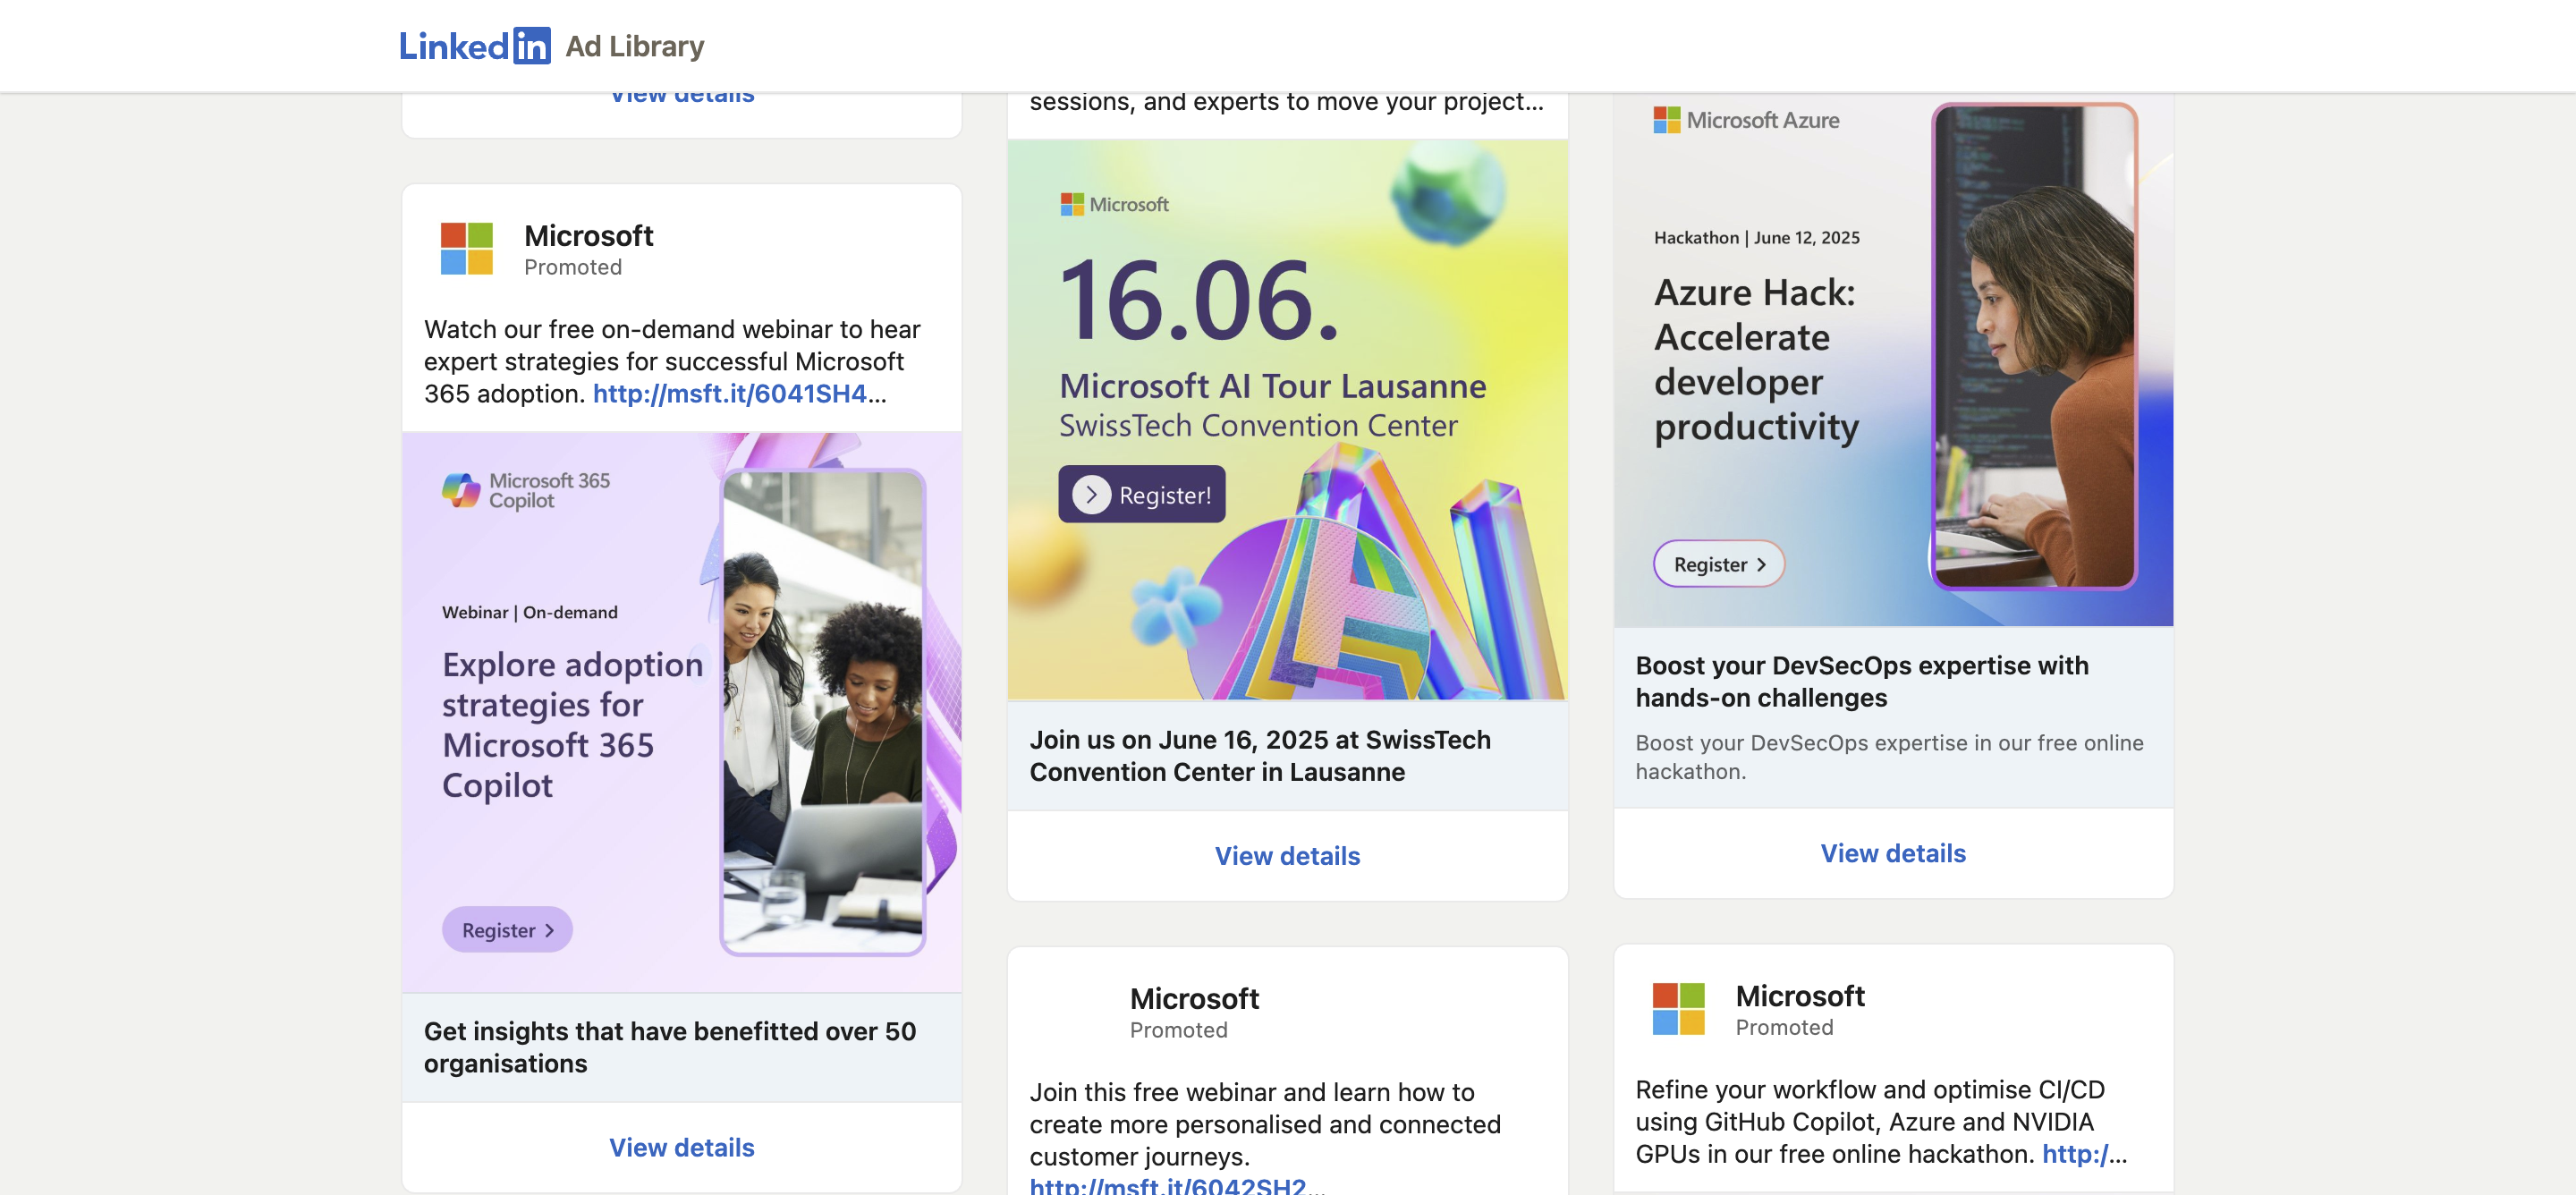 LinkedIn Ad Library
View details
Microsoft
Promoted
Watch our free on-demand webinar to hear
expert strategies for successful Microsoft
365 adoption. http://msft.it/6041SH4...
Microsoft 365
Copilot
Webinar | On-demand
Explore adoption
strategies for
Microsoft 365
Copilot
Register >
Get insights that have benefitted over 50
organisations
View details
sessions, and experts to move your project...
Microsoft
16.06.
Microsoft AI Tour Lausanne
SwissTech Convention Center
> Register!
Join us on June 16, 2025 at SwissTech
Convention Center in Lausanne
View details
Microsoft
Promoted
Join this free webinar and learn how to
create more personalised and connected
customer journeys.
http://msft.it/6042SH2...
Microsoft Azure
Hackathon | June 12, 2025
Azure Hack:
Accelerate
developer
productivity
Register >
Boost your DevSecOps expertise with
hands-on challenges
Boost your DevSecOps expertise in our free online
hackathon.
View details
Microsoft
Promoted
Refine your workflow and optimise CI/CD
using GitHub Copilot, Azure and NVIDIA
GPUs in our free online hackathon. http:/...